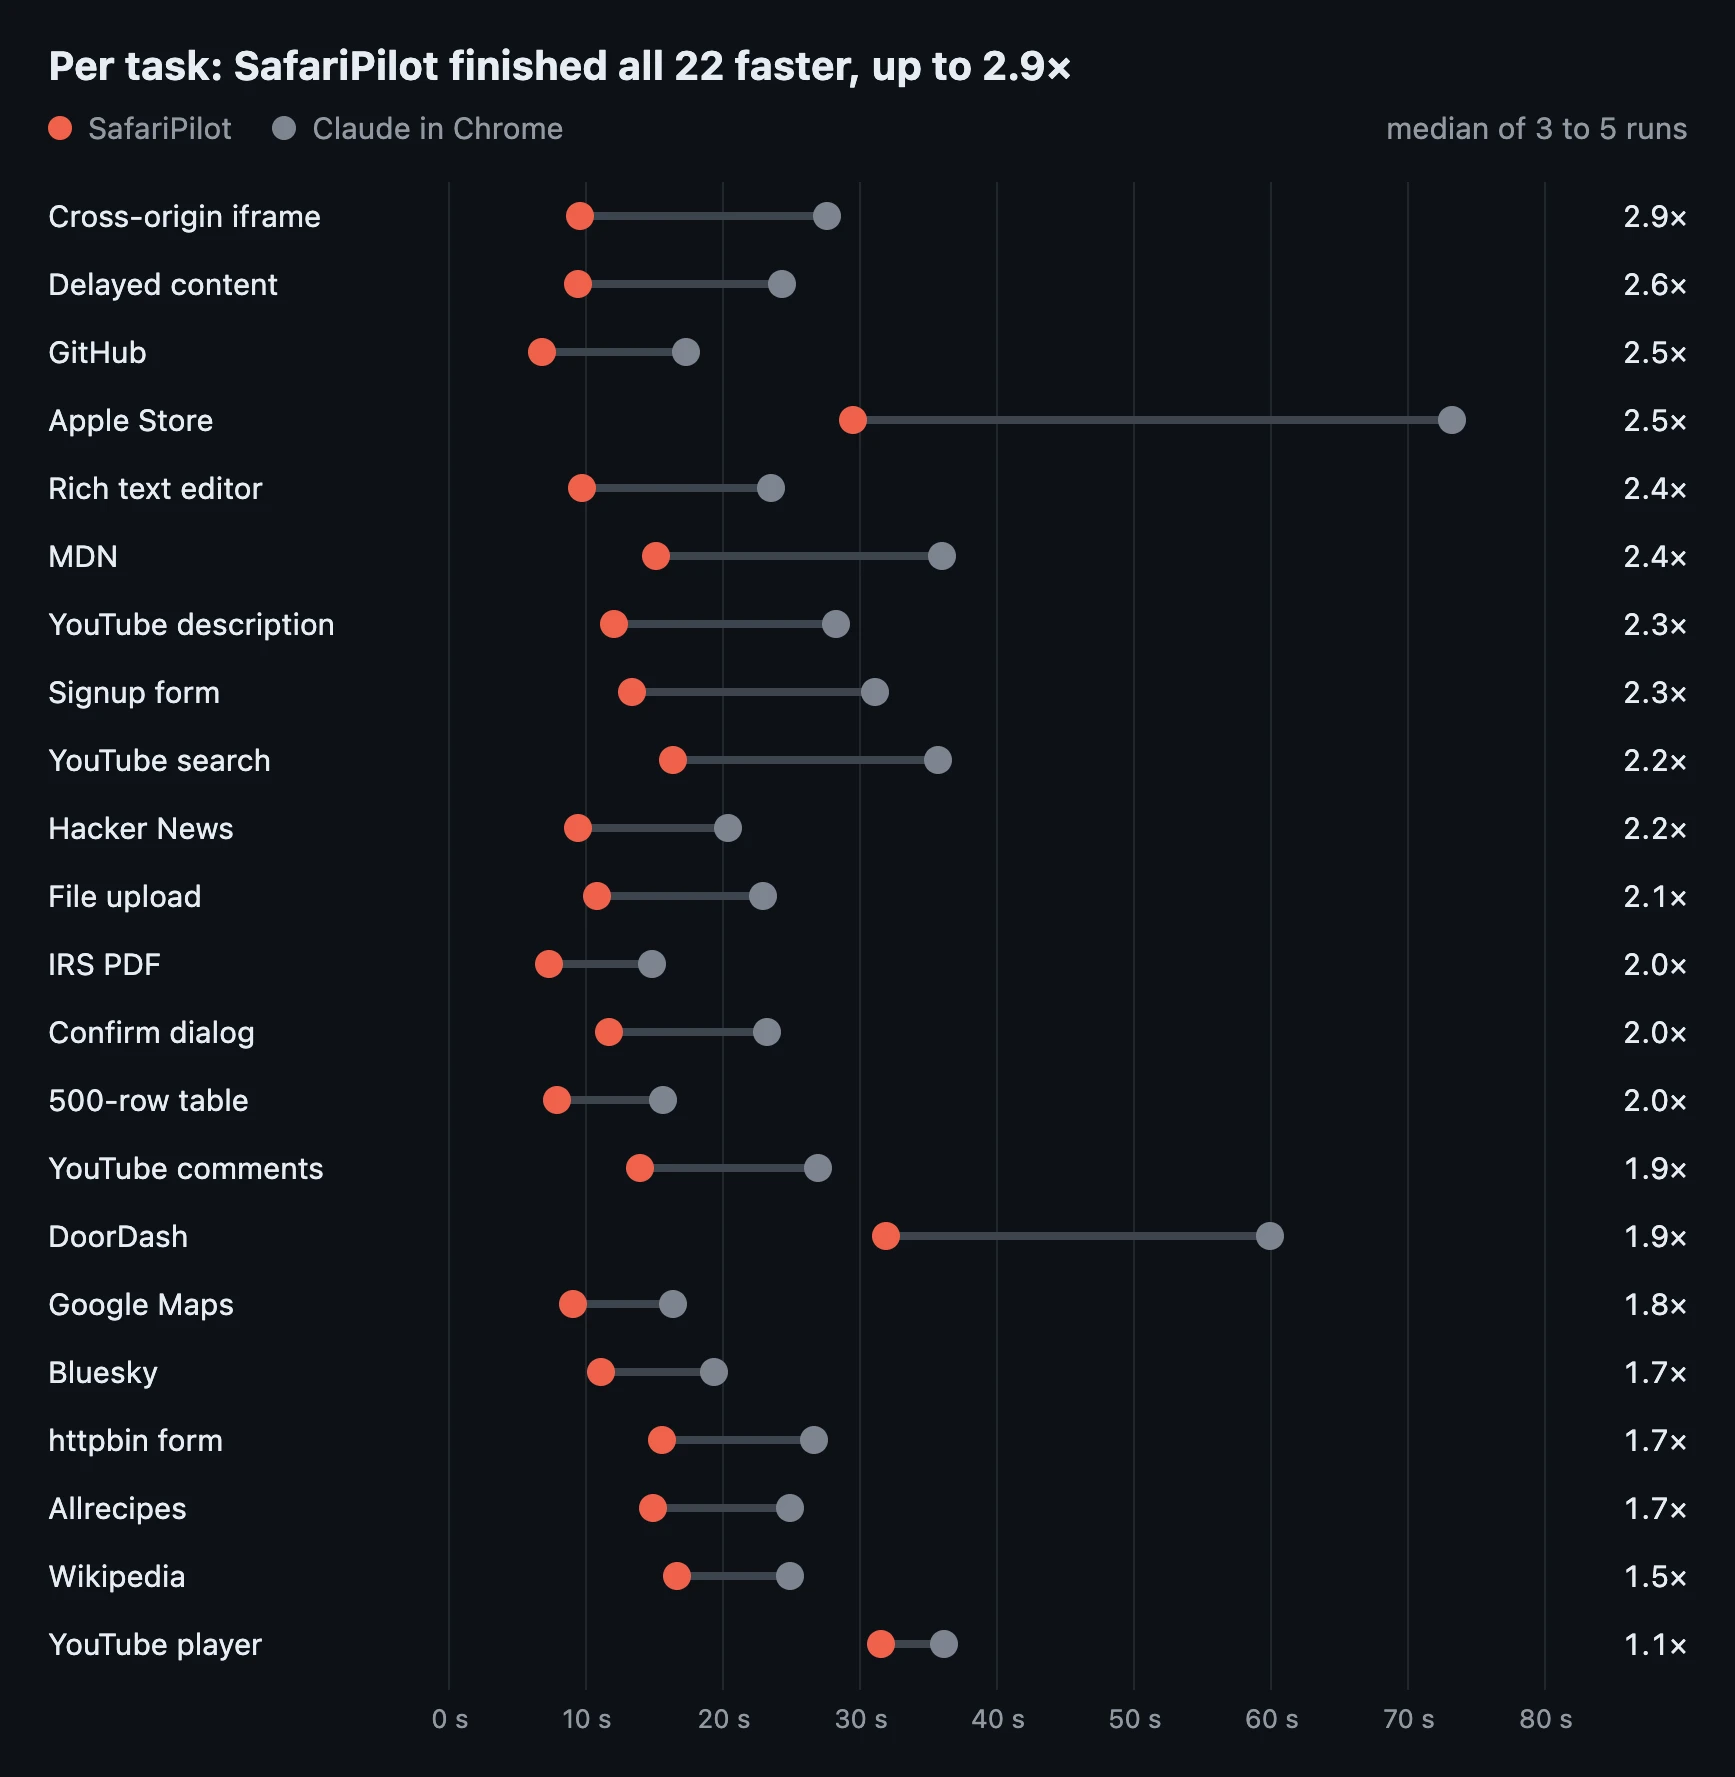 Per task: SafariPilot finished all 22 faster, up to 2.9×
SafariPilot Claude in Chrome median of 3 to 5 runs
Cross-origin iframe 2.9×
Delayed content 2.6×
GitHub 2.5×
Apple Store 2.5×
Rich text editor 2.4×
MDN 2.4×
YouTube description 2.3×
Signup form 2.3×
YouTube search 2.2×
Hacker News 2.2×
File upload 2.1×
IRS PDF 2.0×
Confirm dialog 2.0×
500-row table 2.0×
YouTube comments 1.9×
DoorDash 1.9×
Google Maps 1.8×
Bluesky 1.7×
httpbin form 1.7×
Allrecipes 1.7×
Wikipedia 1.5×
YouTube player 1.1×
0 s 10 s 20 s 30 s 40 s 50 s 60 s 70 s 80 s